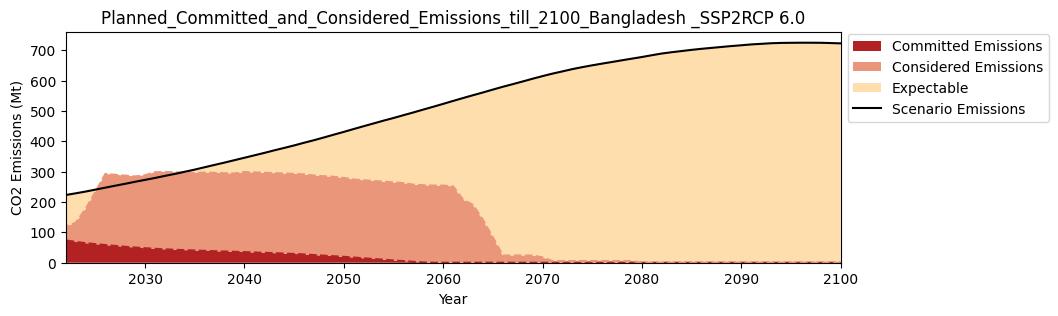 Planned_Committed_and_Considered_Emissions_till_2100_Bangladesh _SSP2RCP 6.0
CO2 Emissions (Mt)
700
600
500
400
300
200
100
0
2030
2040
2050
2060
2070
2080
2090
2100
Year
Committed Emissions
Considered Emissions
Expectable
Scenario Emissions